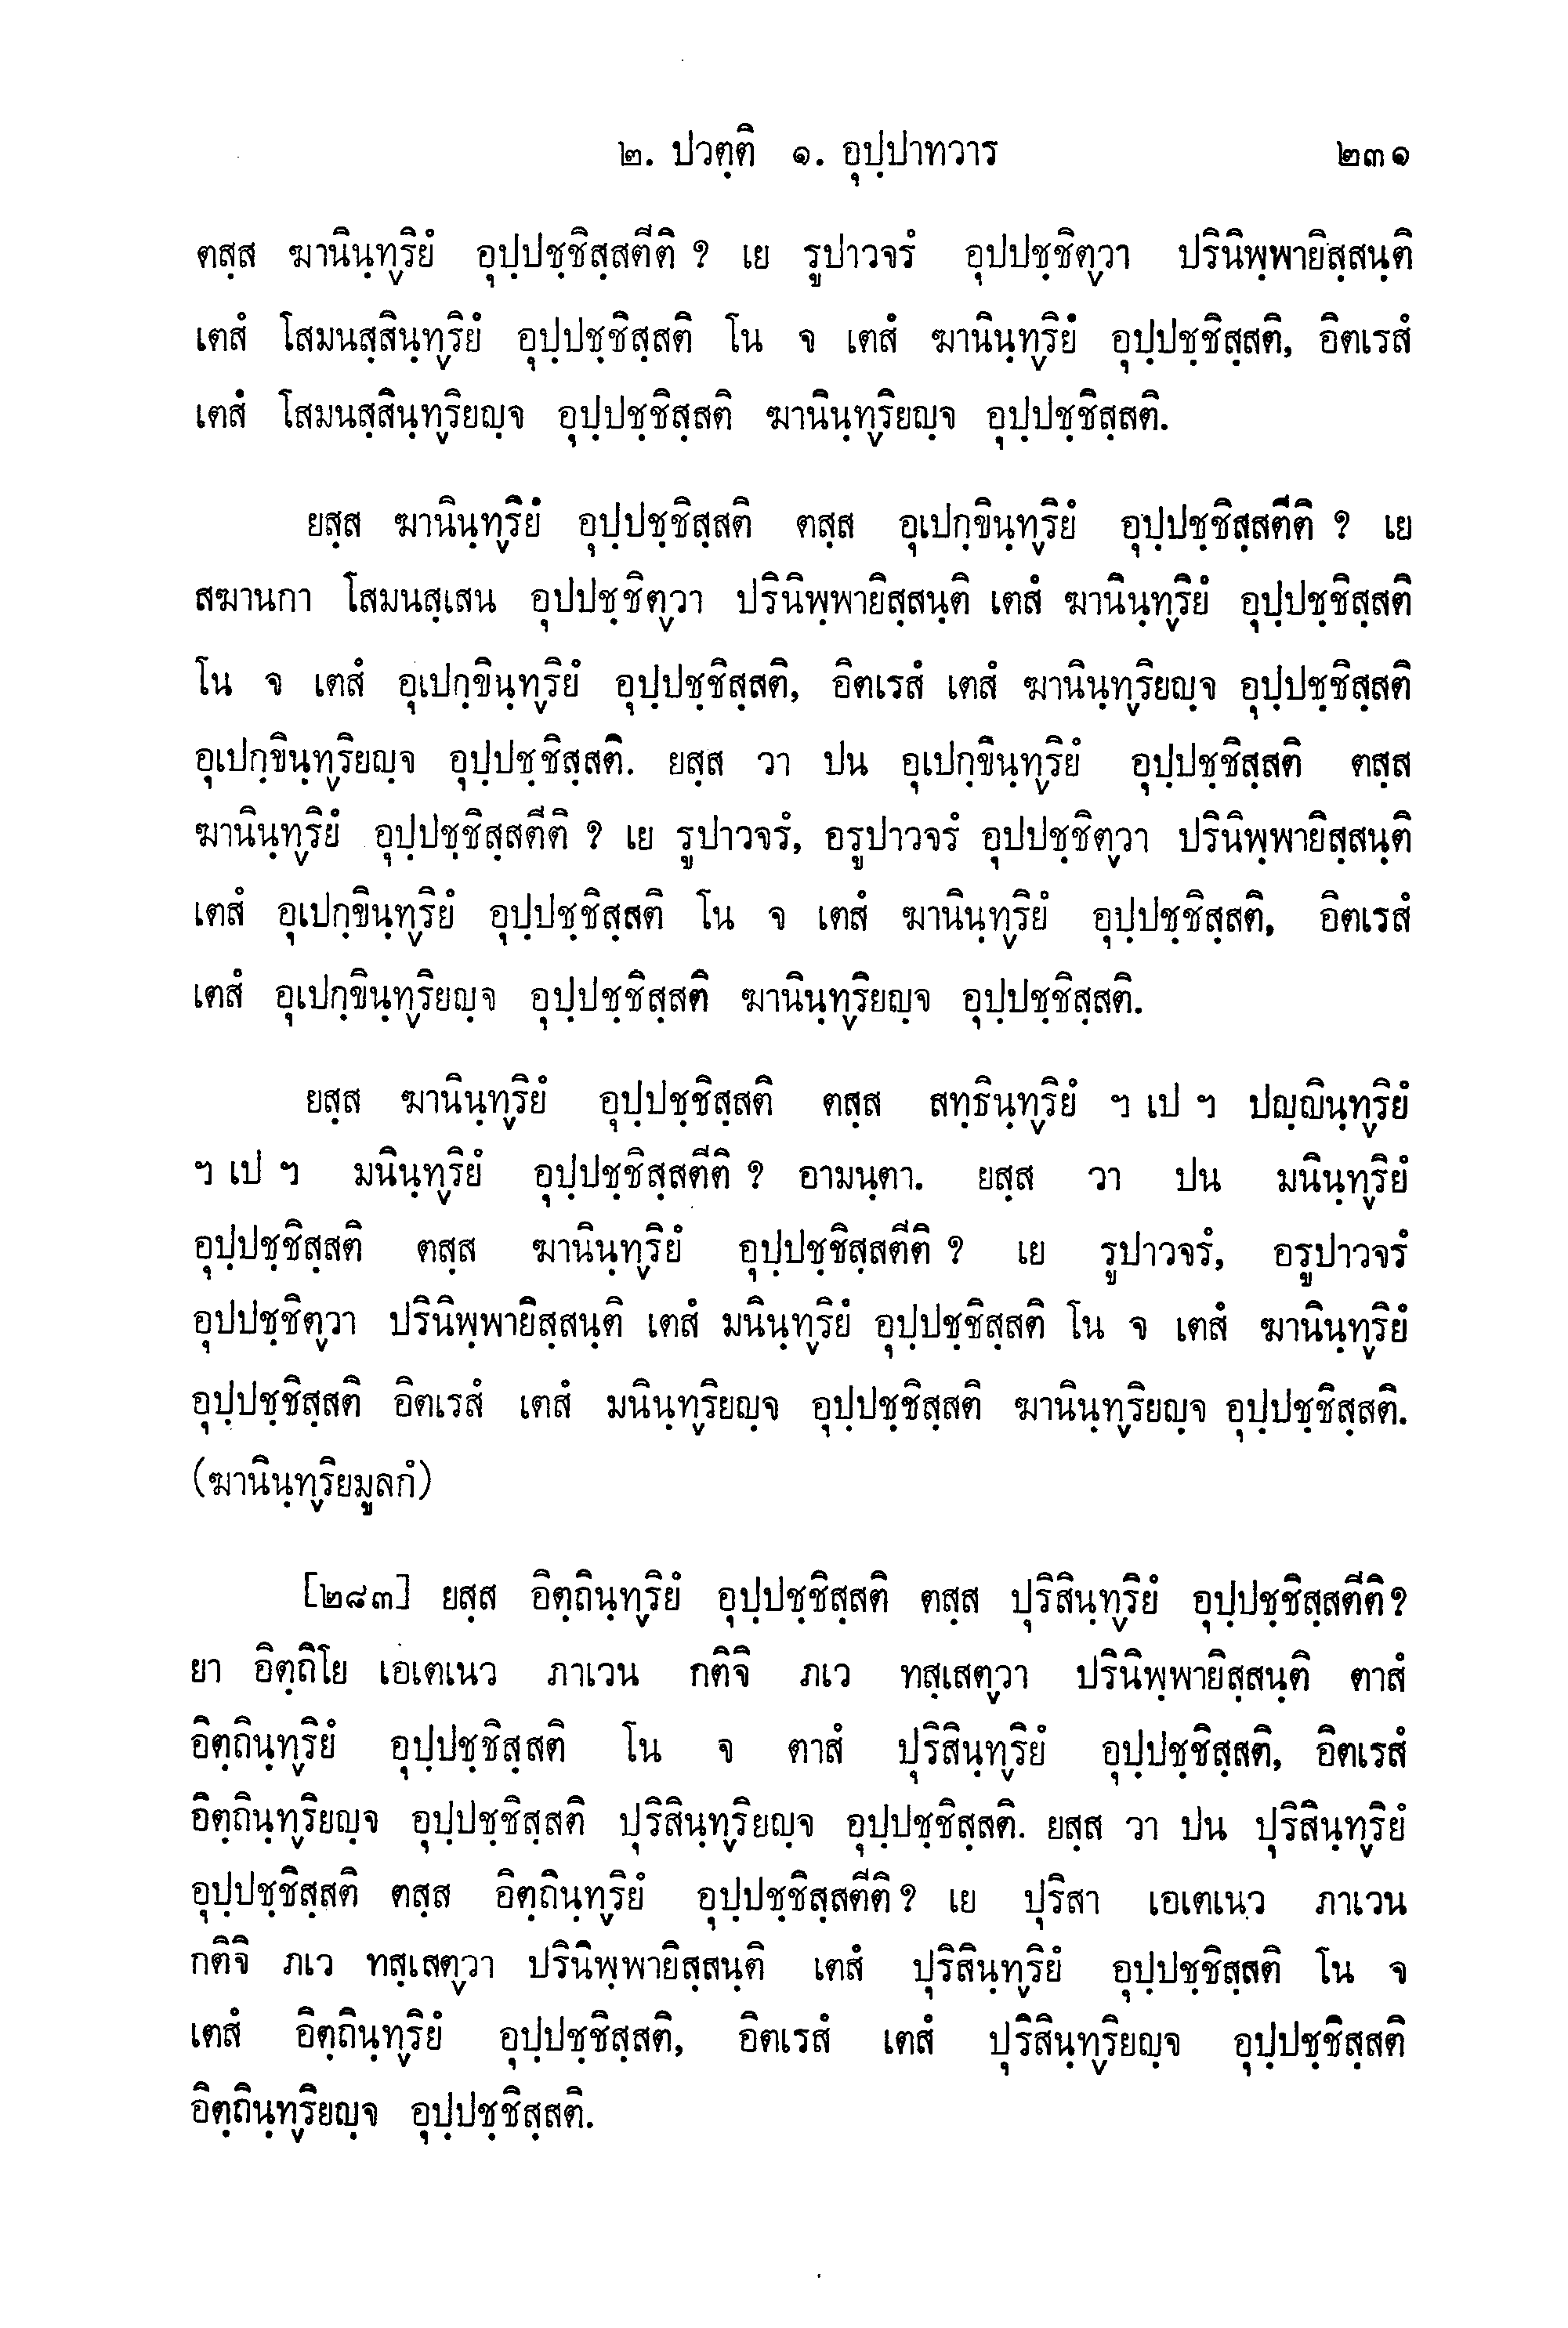 ๒. ปวตฺติ ๑. อุปฺปาทวาร ๒๓๑
ตสฺส ฆานินฺทฺริยํ อุปฺปชฺชิสฺสตีติ ? เย รูปาวจรํ อุปปชฺชิตฺวา ปรินิพฺพายิสฺสนฺติ
เตสํ โสมนสฺสินฺทฺริยํ อุปฺปชฺชิสฺสติ โน จ เตสํ ฆานินฺทฺริยํ อุปฺปชฺชิสฺสติ, อิตเรสํ
เตสํ โสมนสฺสินฺทฺริยญฺจ อุปฺปชฺชิสฺสติ ฆานินฺทฺริยญฺจ อุปฺปชฺชิสฺสติ.
ยสฺส ฆานินฺทฺริยํ อุปฺปชฺชิสฺสติ ตสฺส อุเปกฺขินฺทฺริยํ อุปฺปชฺชิสฺสตีติ ? เย
สฆานกา โสมนสฺเสน อุปปชฺชิตฺวา ปรินิพฺพายิสฺสนฺติ เตสํ ฆานินฺทฺริยํ อุปฺปชฺชิสฺสติ
โน จ เตสํ อุเปกฺขินฺทฺริยํ อุปฺปชฺชิสฺสติ, อิตเรสํ เตสํ ฆานินฺทฺริยญฺจ อุปฺปชฺชิสฺสติ
อุเปกฺขินฺทฺริยญฺจ อุปฺปชฺชิสฺสติ. ยสฺส วา ปน อุเปกฺขินฺทฺริยํ อุปฺปชฺชิสฺสติ ตสฺส
ฆานินฺทฺริยํ อุปฺปชฺชิสฺสตีติ ? เย รูปาวจรํ, อรูปาวจรํ อุปปชฺชิตฺวา ปรินิพฺพายิสฺสนฺติ
เตสํ อุเปกฺขินฺทฺริยํ อุปฺปชฺชิสฺสติ โน จ เตสํ ฆานินฺทฺริยํ อุปฺปชฺชิสฺสติ, อิตเรสํ
เตสํ อุเปกฺขินฺทฺริยญฺจ อุปฺปชฺชิสฺสติ ฆานินฺทฺริยญฺจ อุปฺปชฺชิสฺสติ.
ยสฺส ฆานินฺทฺริยํ อุปฺปชฺชิสฺสติ ตสฺส สทฺธินฺทฺริยํ ฯ เป ฯ ปญฺญินฺทฺริยํ
ฯ เป ฯ มนินฺทฺริยํ อุปฺปชฺชิสฺสตีติ ? อามนฺตา. ยสฺส วา ปน มนินฺทฺริยํ
อุปฺปชฺชิสฺสติ ตสฺส ฆานินฺทฺริยํ อุปฺปชฺชิสฺสตีติ ? เย รูปาวจรํ, อรูปาวจรํ
อุปปชฺชิตฺวา ปรินิพฺพายิสฺสนฺติ เตสํ มนินฺทฺริยํ อุปฺปชฺชิสฺสติ โน จ เตสํ ฆานินฺทฺริยํ
อุปฺปชฺชิสฺสติ อิตเรสํ เตสํ มนินฺทฺริยญฺจ อุปฺปชฺชิสฺสติ ฆานินฺทฺริยญฺจ อุปฺปชฺชิสฺสติ.
(ฆานินฺทฺริยมูลกํ)
[๒๘๓] ยสฺส อิตฺถินฺทฺริยํ อุปฺปชฺชิสฺสติ ตสฺส ปุริสินฺทฺริยํ อุปฺปชฺชิสฺสตีติ?
ยา อิตฺถิโย เอเตเนว ภาเวน กติจิ ภเว ทสฺเสตฺวา ปรินิพฺพายิสฺสนฺติ ตาสํ
อิตฺถินฺทฺริยํ อุปฺปชฺชิสฺสติ โน จ ตาสํ ปุริสินฺทฺริยํ อุปฺปชฺชิสฺสติ, อิตเรสํ
อิตฺถินฺทฺริยญฺจ อุปฺปชฺชิสฺสติ ปุริสินฺทฺริยญฺจ อุปฺปชฺชิสฺสติ. ยสฺส วา ปน ปุริสินฺทฺริยํ
อุปฺปชฺชิสฺสติ ตสฺส อิตฺถินฺทฺริยํ อุปฺปชฺชิสฺสตีติ? เย ปุริสา เอเตเนว ภาเวน
กติจิ ภเว ทสฺเสตฺวา ปรินิพฺพายิสฺสนฺติ เตสํ ปุริสินฺทฺริยํ อุปฺปชฺชิสฺสติ โน จ
เตสํ อิตฺถินฺทฺริยํ อุปฺปชฺชิสฺสติ, อิตเรสํ เตสํ ปุริสินฺทฺริยญฺจ อุปฺปชฺชิสฺสติ
อิตฺถินฺทฺริยญฺจ อุปฺปชฺชิสฺสติ.